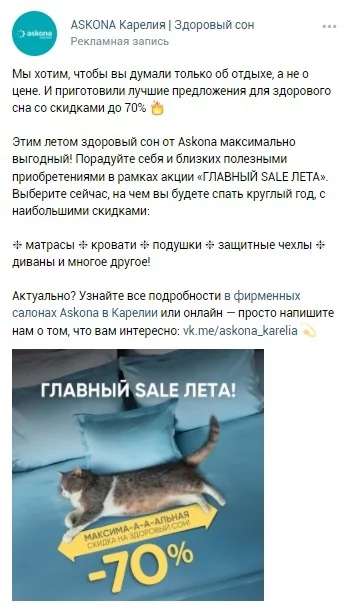 askona
ASKONA Карелия | Здоровый сон
Рекламная запись
Мы хотим, чтобы вы думали только об отдыхе, а не о
цене. И приготовили лучшие предложения для здорового
сна со скидками до 70% 🔥
Этим летом здоровый сон от Askona максимально
выгодный! Порадуйте себя и близких полезными
приобретениями в рамках акции «ГЛАВНЫЙ SALE ЛЕТА».
Выберите сейчас, на чем вы будете спать круглый год, с
наибольшими скидками:
❉ матрасы ❉ кровати ❉ подушки ❉ защитные чехлы ❉
диваны и многое другое!
Актуально? Узнайте все подробности в фирменных
салонах Askona в Карелии или онлайн — просто напишите
нам о том, что вам интересно: vk.me/askona_karelia 💫
ГЛАВНЫЙ SALE ЛЕТА!
МАКСИМА-А-А-АЛЬНАЯ
СКИДКА НА ЗДОРОВЫЙ СОН!
-70%